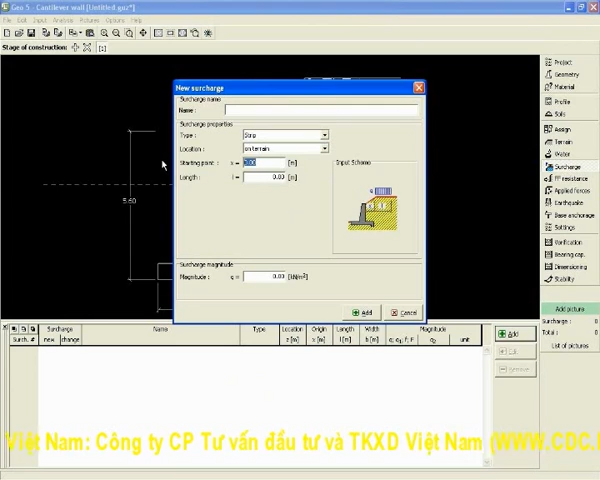 Geo 5 - Cantilever wall [Untitled.guz*]
File Edit Input Analysis Pictures Options Help
Stage of construction: [1]
Project
Geometry
Material
Profile
Soils
Assign
Terrain
Water
Surcharge
FF resistance
Applied forces
Earthquake
Base anchorage
Settings
Verification
Bearing cap.
Dimensioning
Stability
5.60
New surcharge
Surcharge name
Name :
Surcharge properties
Type : Strip
Location : on terrain
Starting point : x = 0.00 [m]
Length : l = 0.00 [m]
Input Scheme
Surcharge magnitude
Magnitude : q = 0.00 [kN/m²]
Add Cancel
Surcharge Name Type Location Origin Length Width Magnitude
Surch. # new change z [m] x [m] l [m] b [m] q; q1; f; F q2 unit
Add
Edit
Remove
Add picture
Surcharge : 0
Total : 0
List of pictures
Việt Nam: Công ty CP Tư vấn đầu tư và TKXD Việt Nam (WWW.CDC.